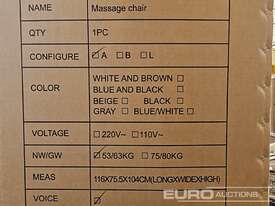 NAME Massage chair
QTY 1PC
CONFIGURE ☑A ☐B ☐L
COLOR WHITE AND BROWN ☐
BLUE AND BLACK ☐
BEIGE ☐ BLACK ☐
GRAY ☐ BLUE/WHITE ☐
VOLTAGE ☐220V~ ☐110V~
NW/GW ☑53/63KG ☐75/80KG
MEAS 116X75.5X104CM(LONGXWIDEXHIGH)
VOICE ☑
EURO AUCTIONS